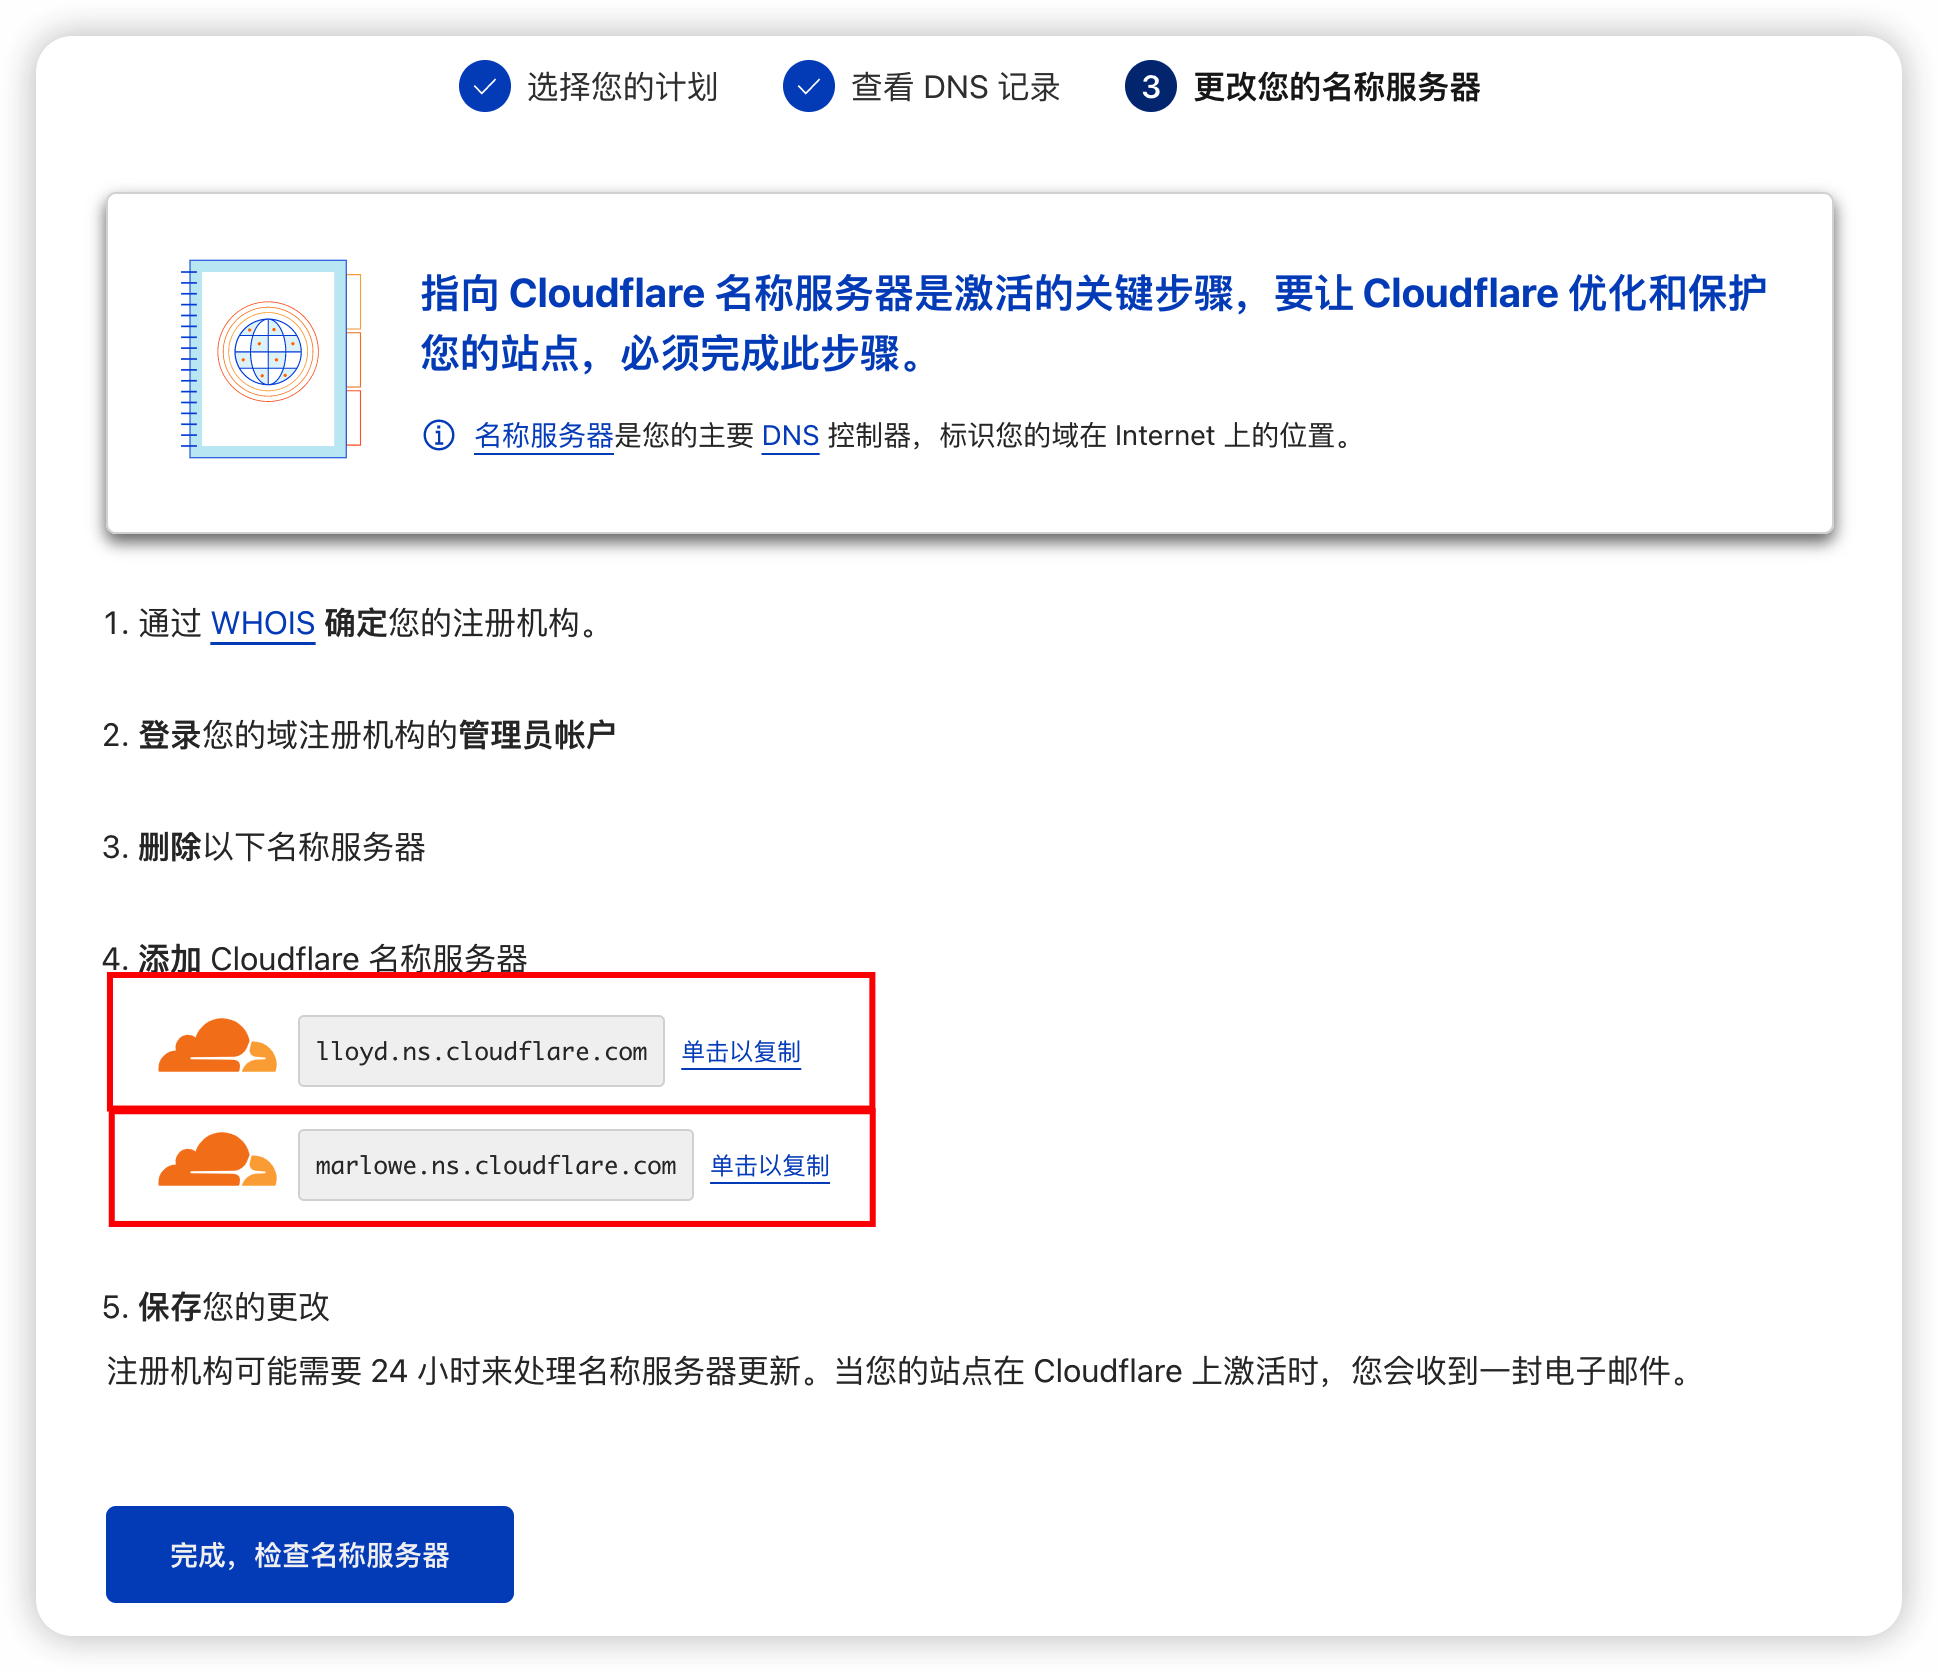 选择您的计划
查看 DNS 记录
3 更改您的名称服务器
指向 Cloudflare 名称服务器是激活的关键步骤，要让 Cloudflare 优化和保护
您的站点，必须完成此步骤。
名称服务器是您的主要 DNS 控制器，标识您的域在 Internet 上的位置。
1. 通过 WHOIS 确定您的注册机构。
2. 登录您的域注册机构的管理员帐户
3. 删除以下名称服务器
4. 添加 Cloudflare 名称服务器
lloyd.ns.cloudflare.com 单击以复制
marlowe.ns.cloudflare.com 单击以复制
5. 保存您的更改
注册机构可能需要 24 小时来处理名称服务器更新。当您的站点在 Cloudflare 上激活时，您会收到一封电子邮件。
完成，检查名称服务器